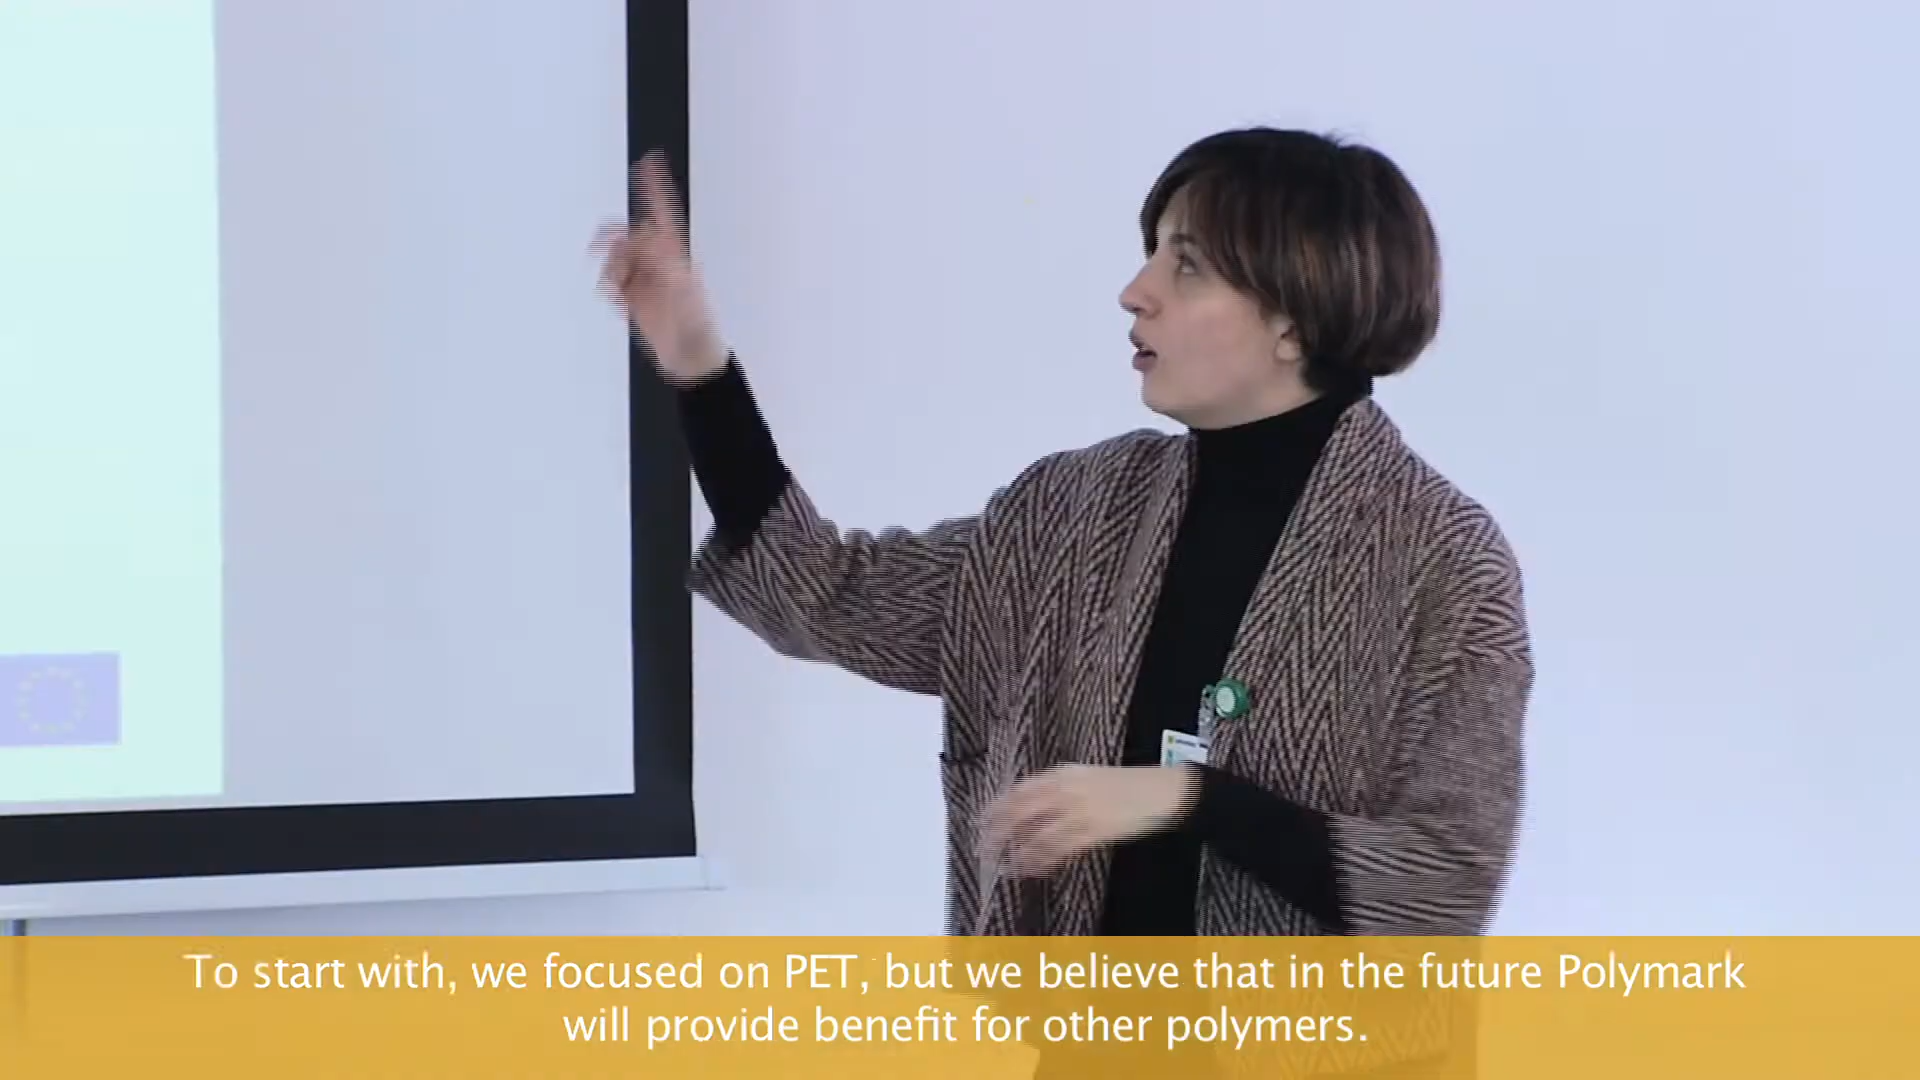 To start with, we focused on PET, but we believe that in the future Polymark
will provide benefit for other polymers.